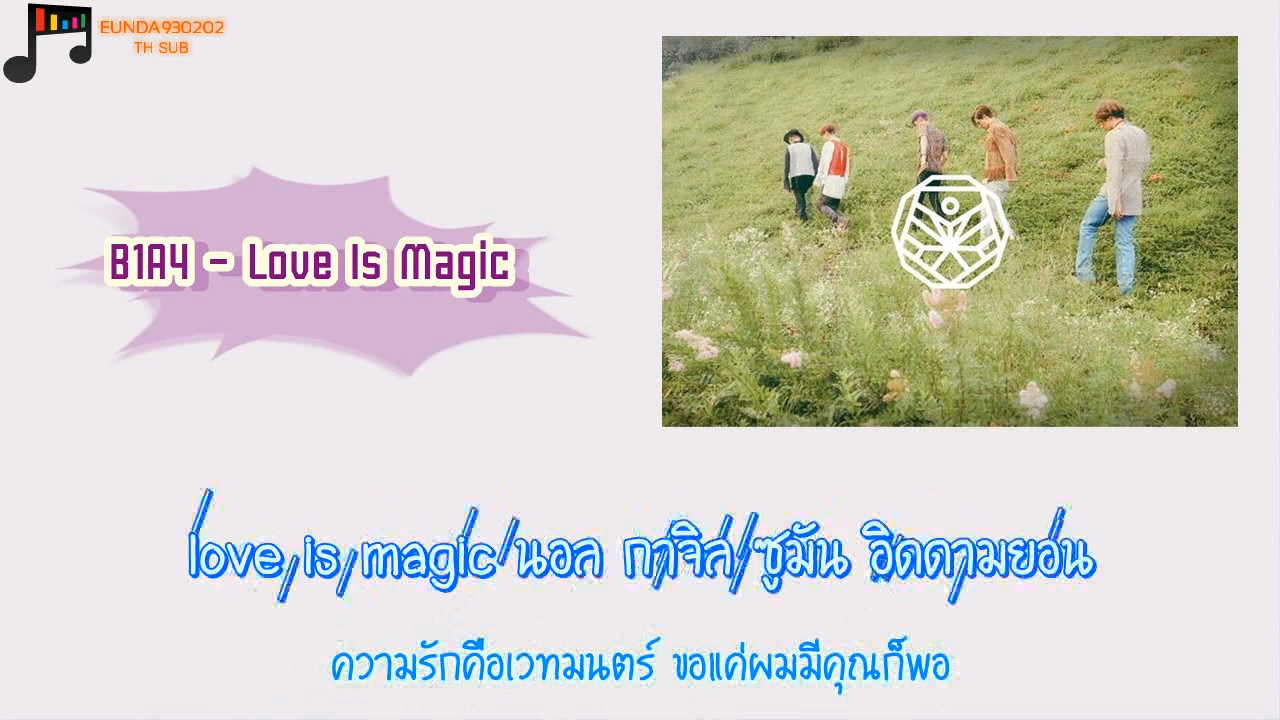 EUNDA930202
TH SUB
B1A4 - Love Is Magic
love is magic นอล กาจิล ซูมัน อิดดามยอน
ความรักคือเวทมนตร์ ขอแค่ผมมีคุณก็พอ